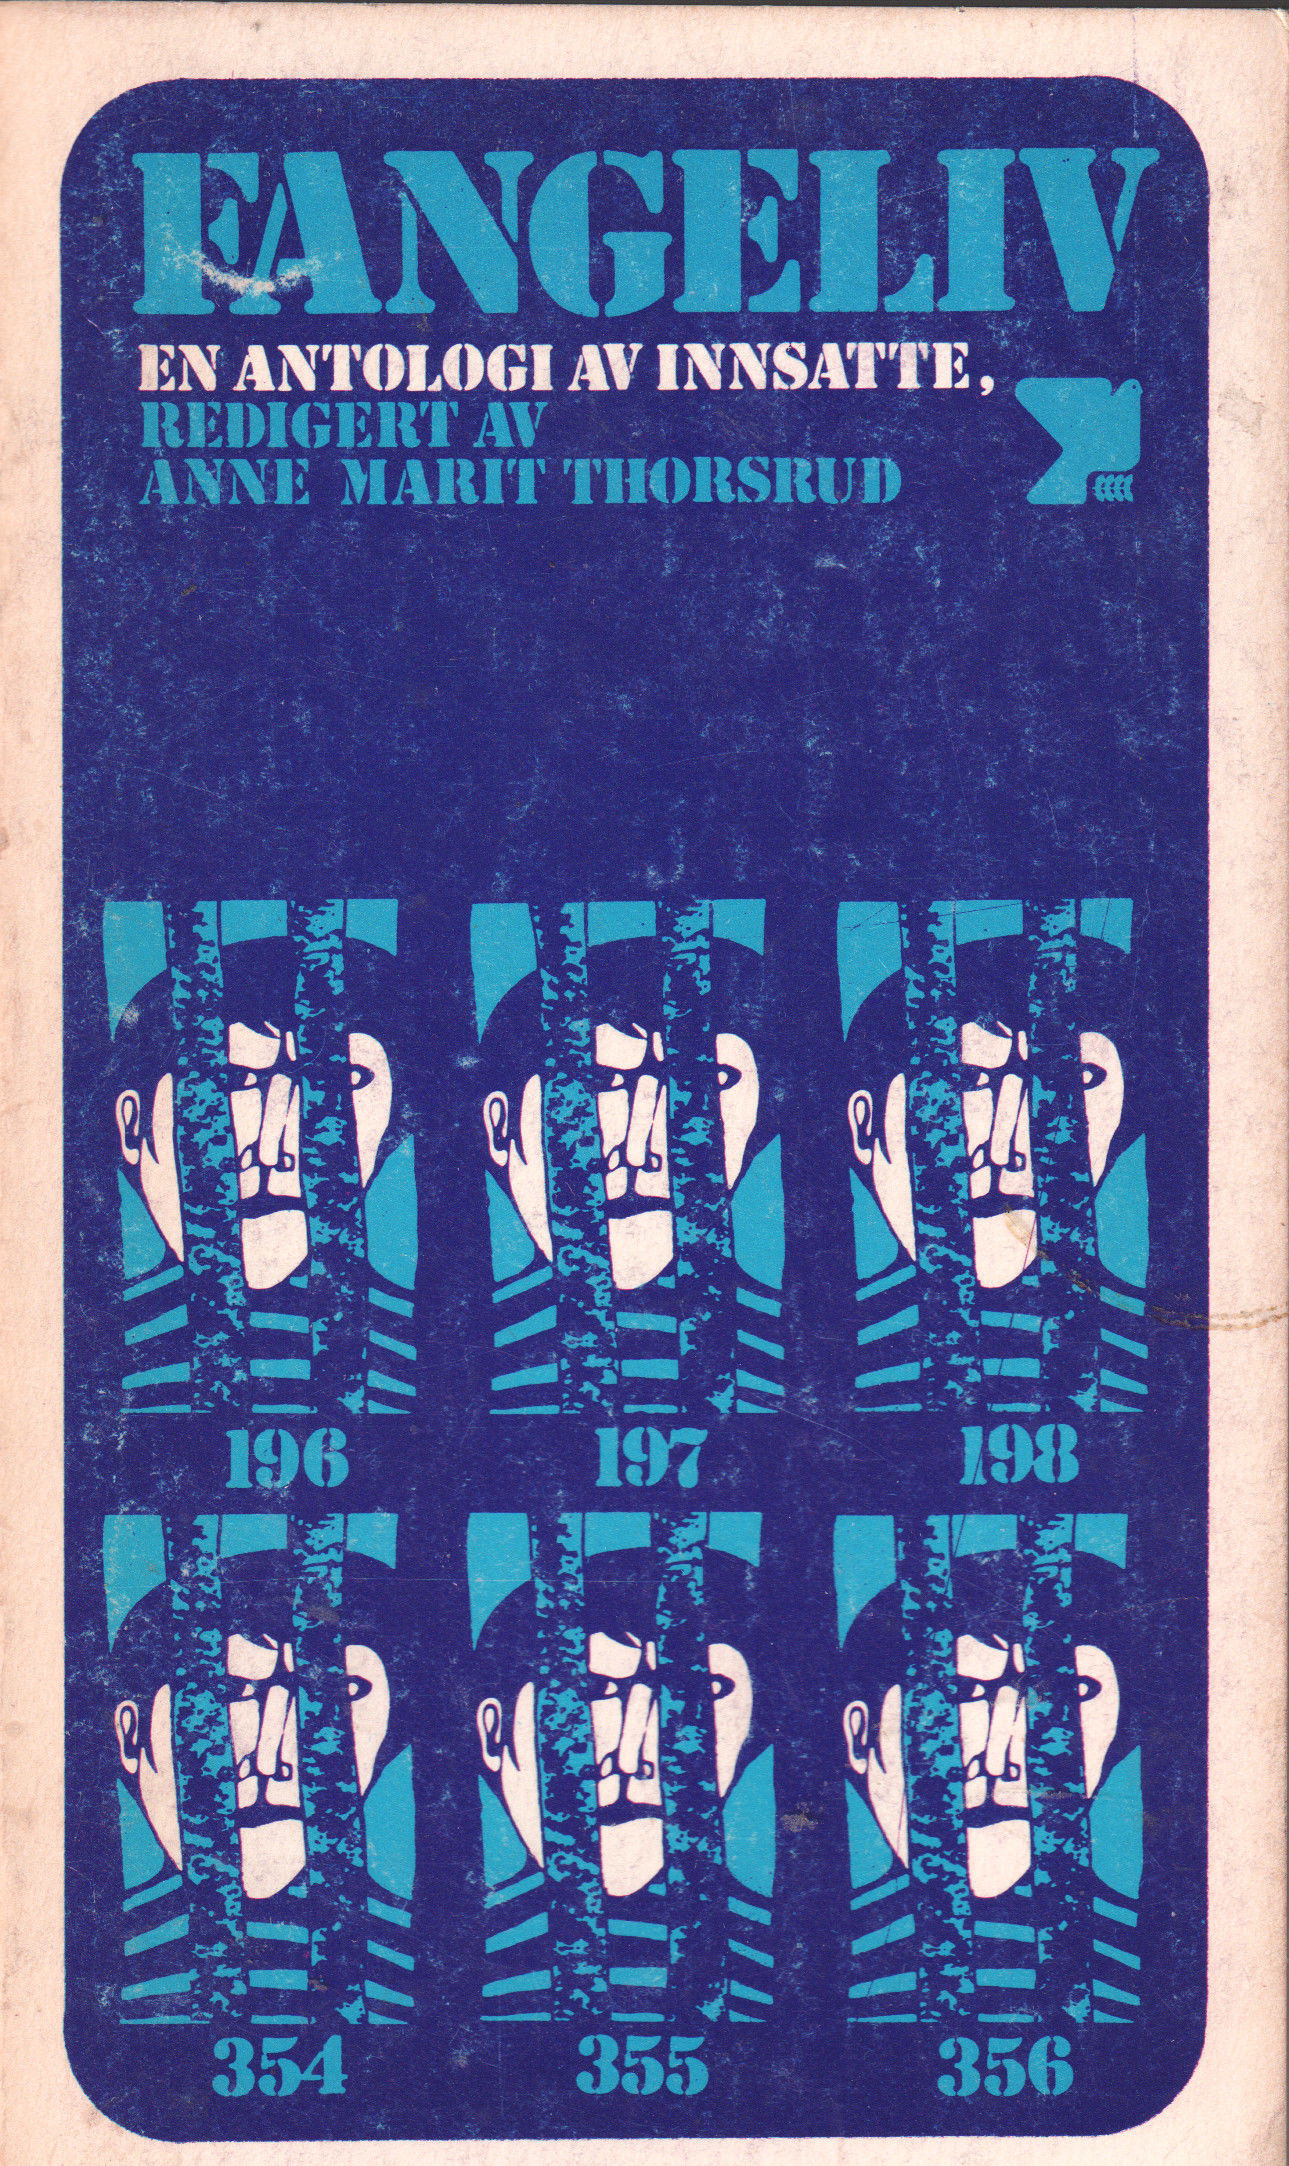 FANGELIV
EN ANTOLOGI AV INNSATTE,
REDIGERT AV
ANNE MARIT THORSRUD
196 197 198
354 355 356